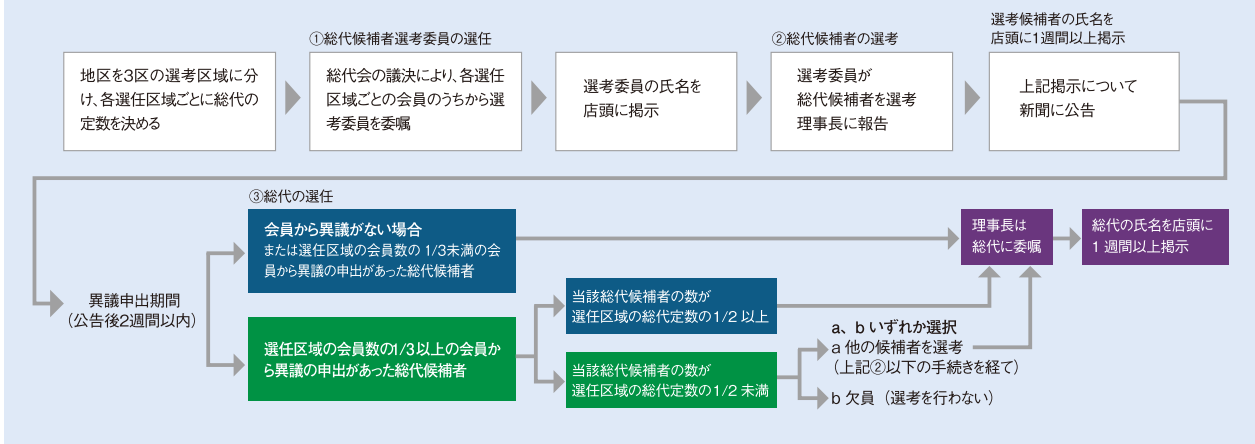 地区を3区の選考区域に分
け、各選任区域ごとに総代の
定数を決める
①総代候補者選考委員の選任
総代会の議決により、各選任
区域ごとの会員のうちから選
考委員を委嘱
選考委員の氏名を
店頭に掲示
②総代候補者の選考
選考委員が
総代候補者を選考
理事長に報告
選考候補者の氏名を
店頭に1週間以上掲示
上記掲示について
新聞に公告
異議申出期間
(公告後2週間以内)
③総代の選任
会員から異議がない場合
または選任区域の会員数の 1/3未満の会
員から異議の申出があった総代候補者
選任区域の会員数の1/3以上の会員か
ら異議の申出があった総代候補者
当該総代候補者の数が
選任区域の総代定数の1/2 以上
当該総代候補者の数が
選任区域の総代定数の1/2 未満
a、b いずれか選択
a 他の候補者を選考
(上記②以下の手続きを経て)
b 欠員 (選考を行わない)
理事長は
総代に委嘱
総代の氏名を店頭に
1 週間以上掲示